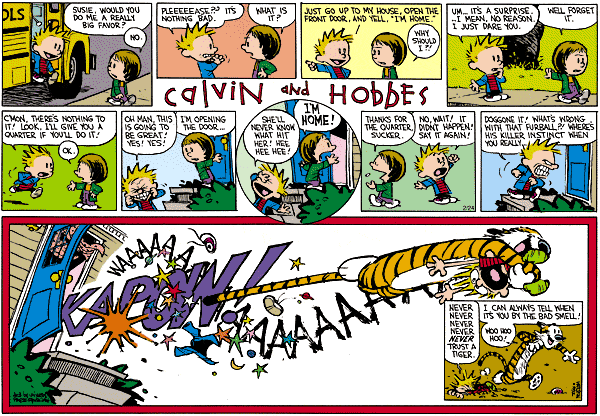 OLS
SUSIE, WOULD YOU
DO ME A REALLY
BIG FAVOR?
NO.
PLEEEEEASE?? IT'S
NOTHING BAD.
WHAT IS
IT?
JUST GO UP TO MY HOUSE, OPEN THE
FRONT DOOR, AND YELL, "I'M HOME."
WHY
SHOULD
I?!
UM... IT'S A SURPRISE.
..I MEAN, NO REASON.
I JUST DARE YOU.
WELL, FORGET
IT.
CALVIN and HOBBES
C'MON, THERE'S NOTHING TO
IT! LOOK, I'LL GIVE YOU A
QUARTER IF YOU'LL DO IT!
OK.
OH MAN, THIS
IS GOING TO
BE GREAT!
YES! YES!
I'M OPENING
THE DOOR...
SHE'LL
NEVER KNOW
WHAT HIT
HER! HEE
HEE HEE!
I'M
HOME!
THANKS FOR
THE QUARTER,
SUCKER.
NO, WAIT! IT
DIDN'T HAPPEN!
SAY IT AGAIN!
2/24
DOGGONE IT! WHAT'S WRONG
WITH THAT FURBALL?! WHERE'S
HIS KILLER INSTINCT WHEN
YOU REALLY..
WAAAAAA
KAPOWW!
AAAAAAAAA
NEVER
NEVER
NEVER
NEVER
NEVER
TRUST A
TIGER.
I CAN ALWAYS TELL WHEN
IT'S YOU BY THE BAD SMELL!
HOO HOO
HOO!